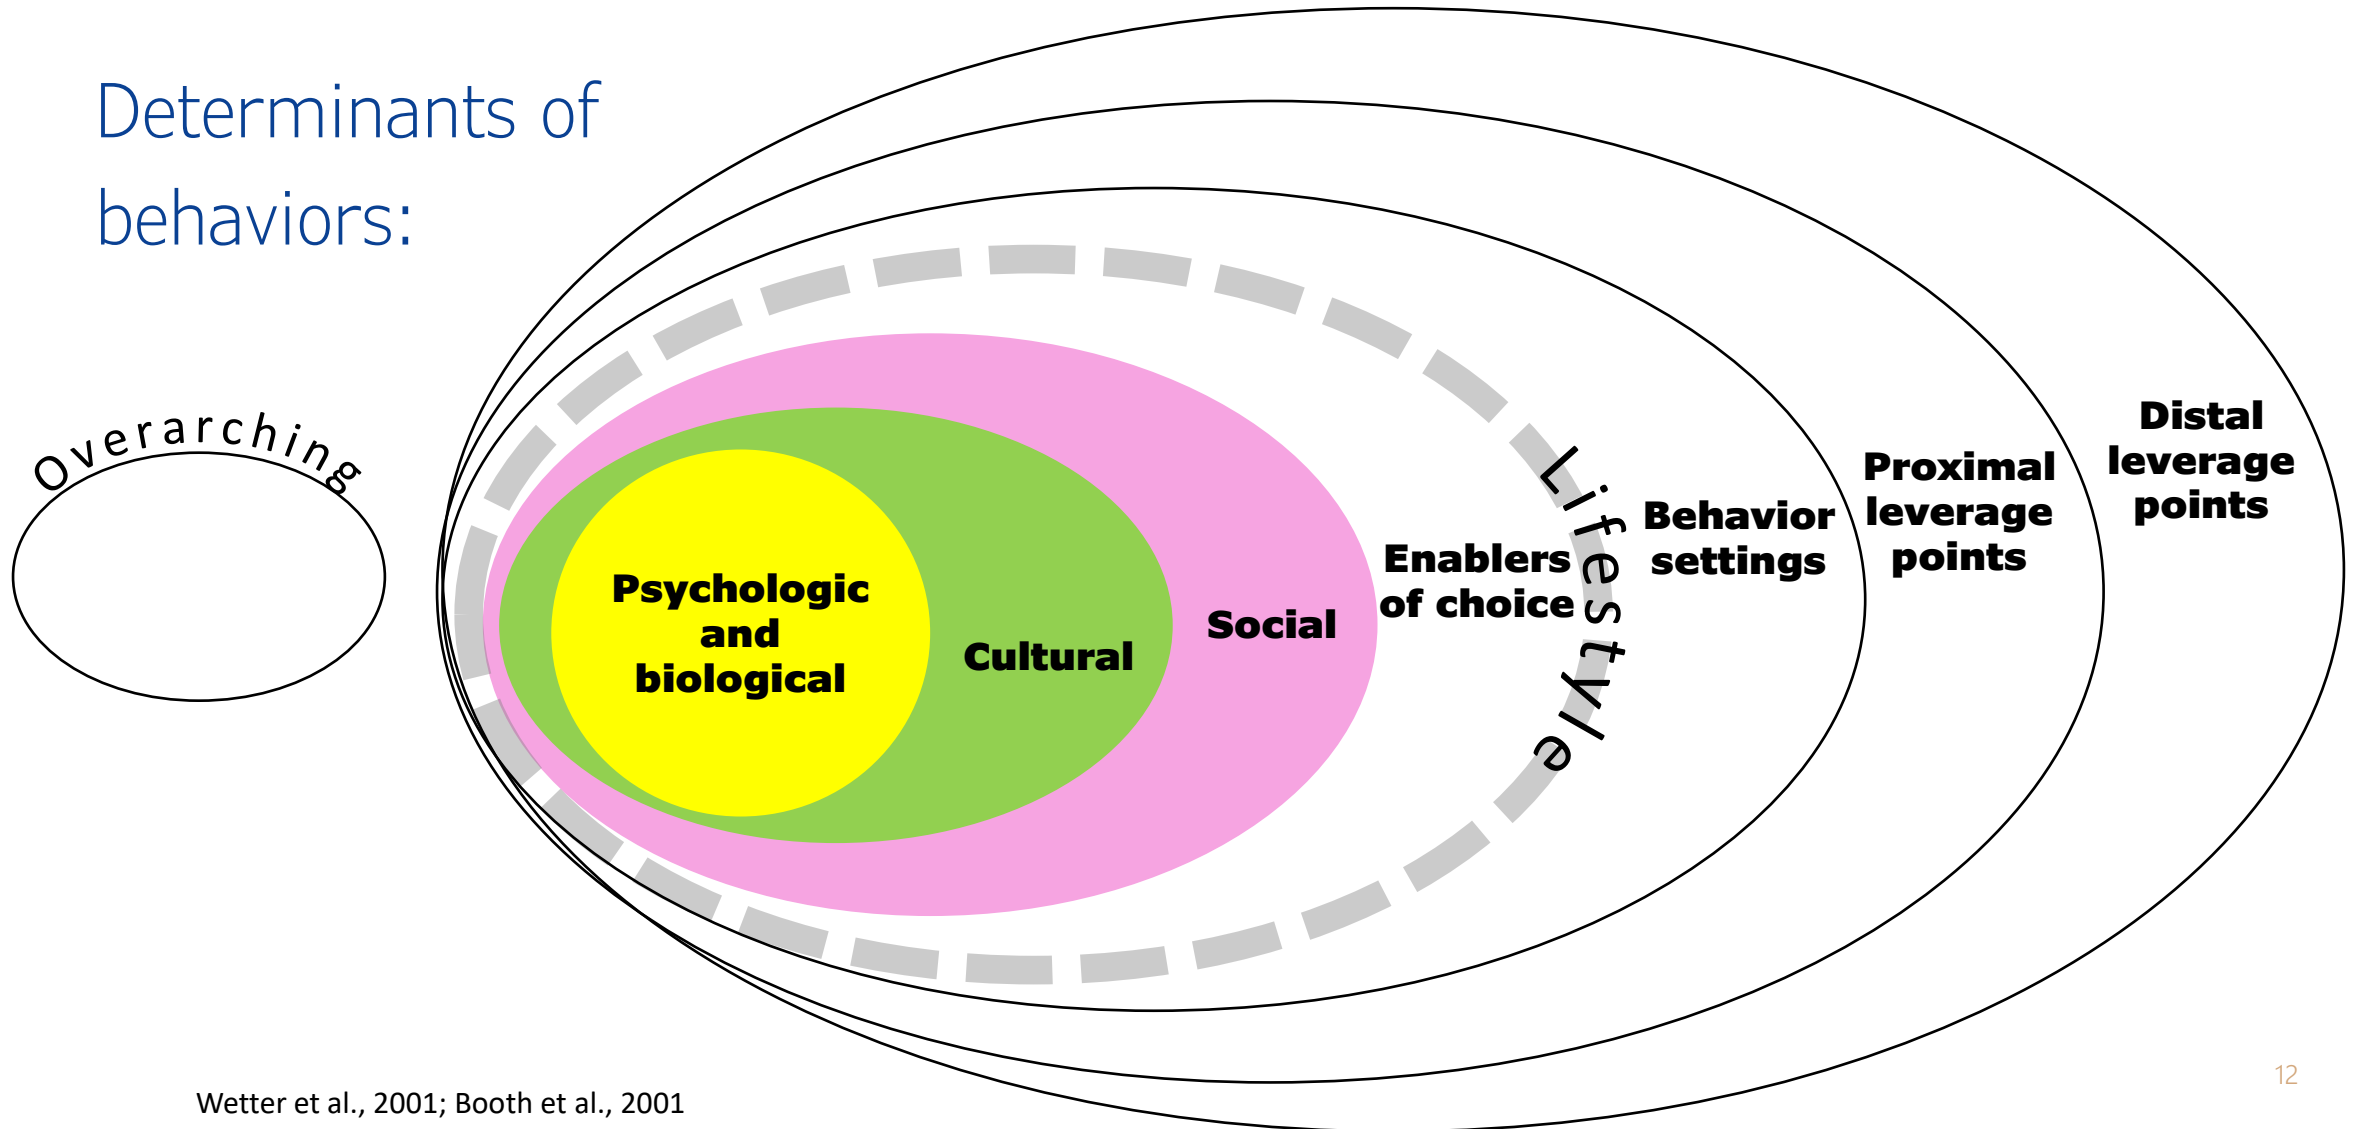 Determinants of
behaviors:
Overarching
Psychologic
and
biological
Cultural
Social
Enablers
of choice
Lifestyle
Behavior
settings
Proximal
leverage
points
Distal
leverage
points
Wetter et al., 2001; Booth et al., 2001
12